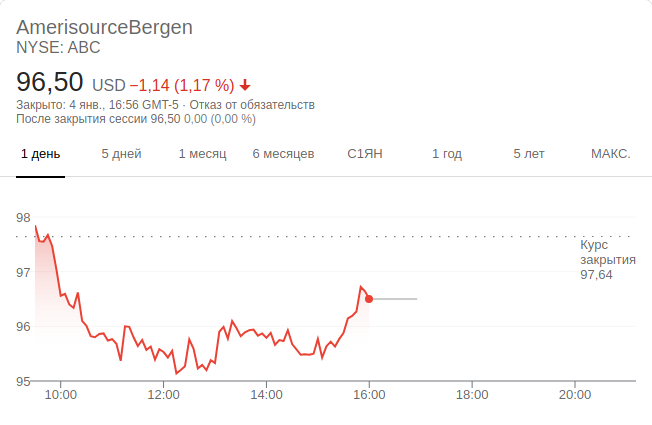 AmerisourceBergen
NYSE: ABC
96,50 USD −1,14 (1,17 %)
Закрыто: 4 янв., 16:56 GMT-5 · Отказ от обязательств
После закрытия сессии 96,50 0,00 (0,00 %)
1 день 5 дней 1 месяц 6 месяцев С1ЯН 1 год 5 лет МАКС.
98
Курс
закрытия
97,64
97
96
95
10:00 12:00 14:00 16:00 18:00 20:00